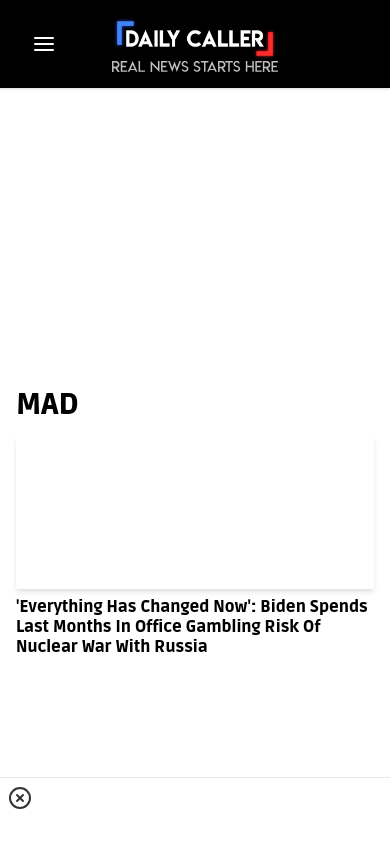 DAILY CALLER
REAL NEWS STARTS HERE
MAD
'Everything Has Changed Now': Biden Spends
Last Months In Office Gambling Risk Of
Nuclear War With Russia